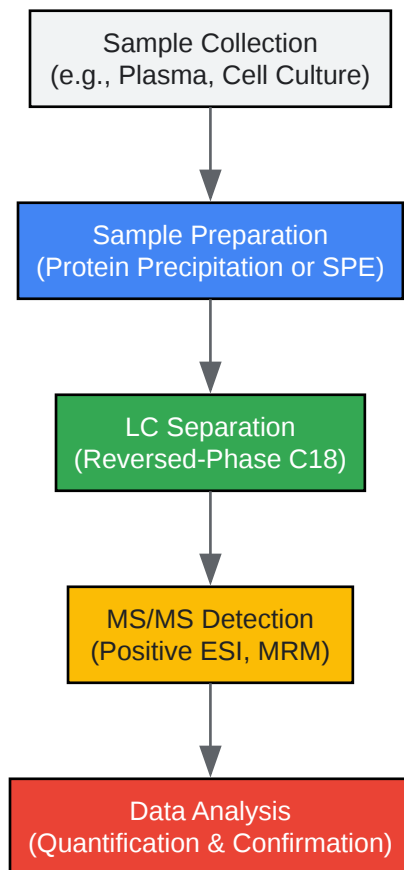 Sample Collection
(e.g., Plasma, Cell Culture)
Sample Preparation
(Protein Precipitation or SPE)
LC Separation
(Reversed-Phase C18)
MS/MS Detection
(Positive ESI, MRM)
Data Analysis
(Quantification & Confirmation)